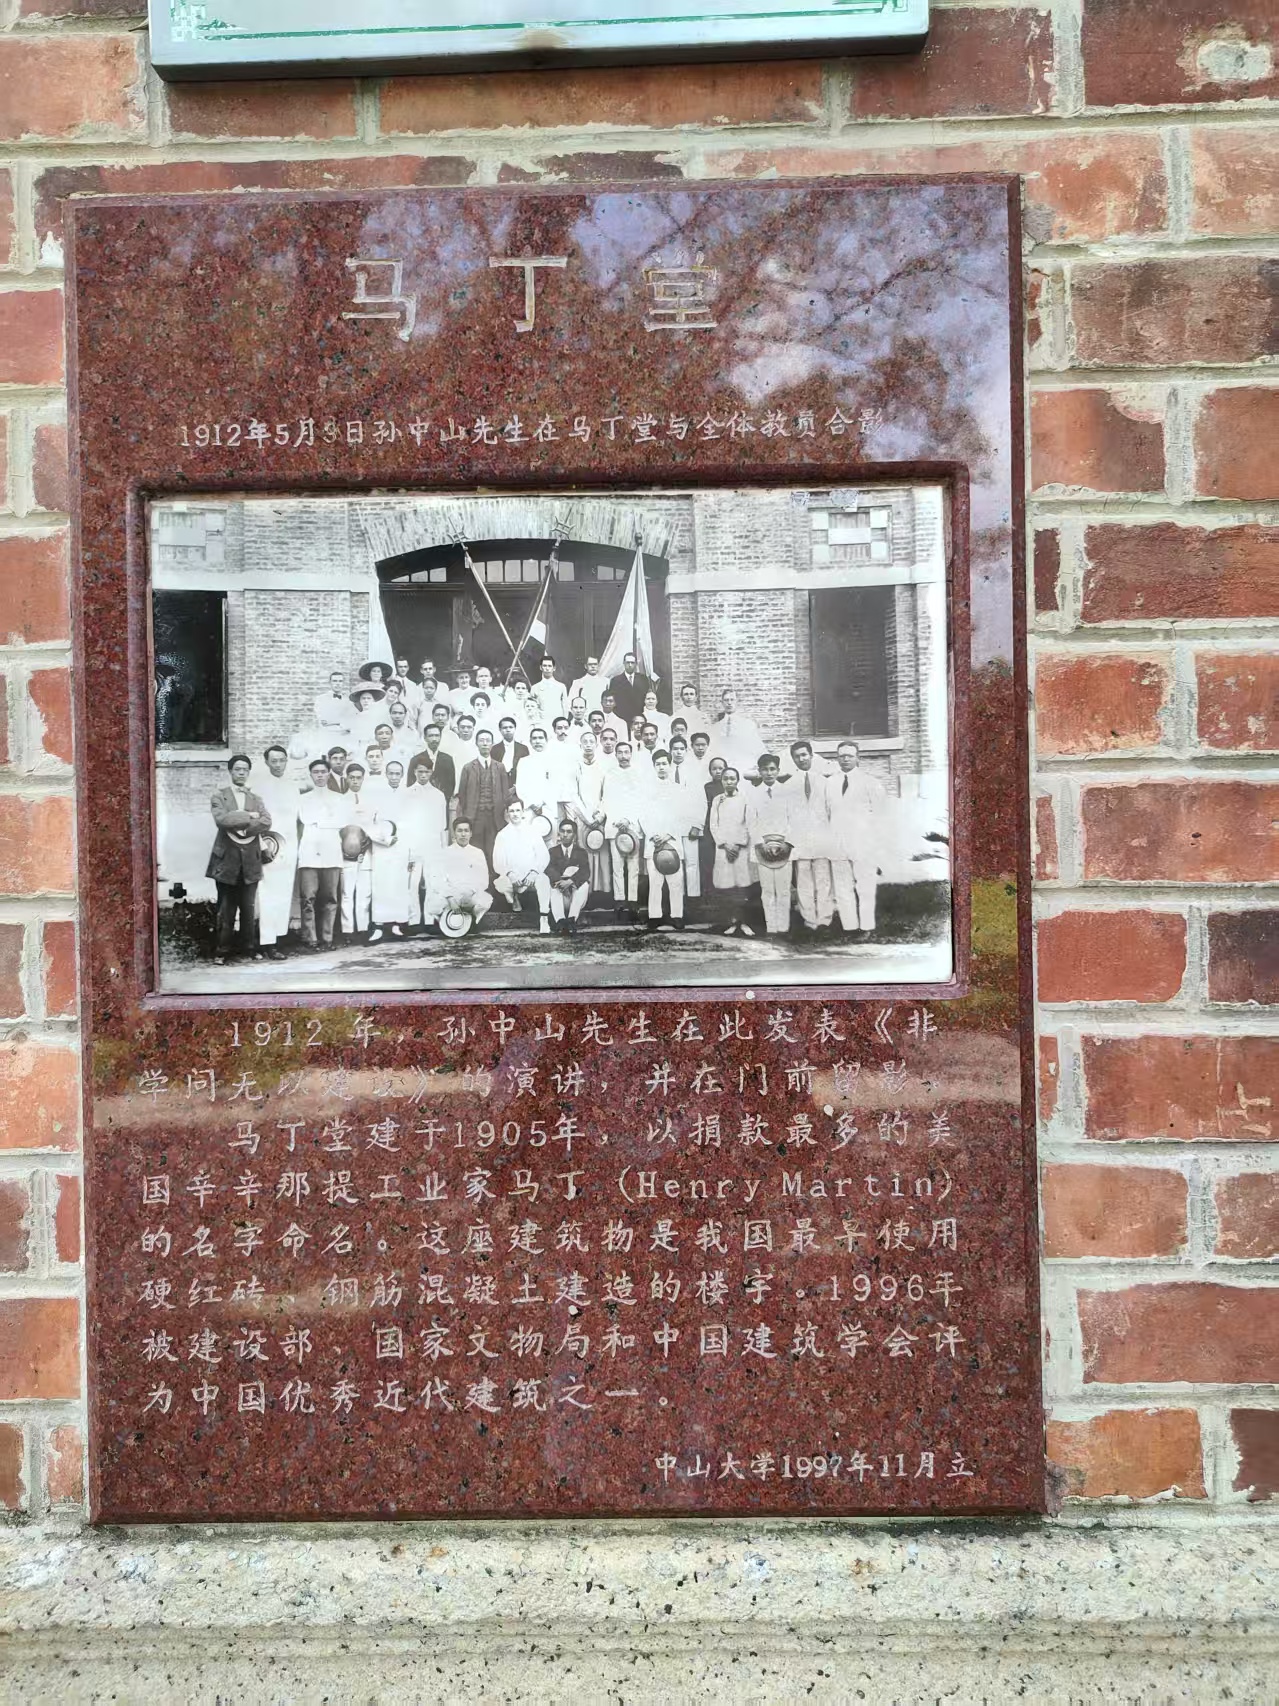 马丁堂
1912年5月9日孙中山先生在马丁堂与全体教员合影
1912年，孙中山先生在此发表《非
学问无以建设》的演讲，并在门前留影。
马丁堂建于1905年，以捐款最多的美
国辛辛那提工业家马丁（Henry Martin）
的名字命名。这座建筑物是我国最早使用
硬红砖、钢筋混凝土建造的楼宇。1996年
被建设部、国家文物局和中国建筑学会评
为中国优秀近代建筑之一。
中山大学1997年11月立